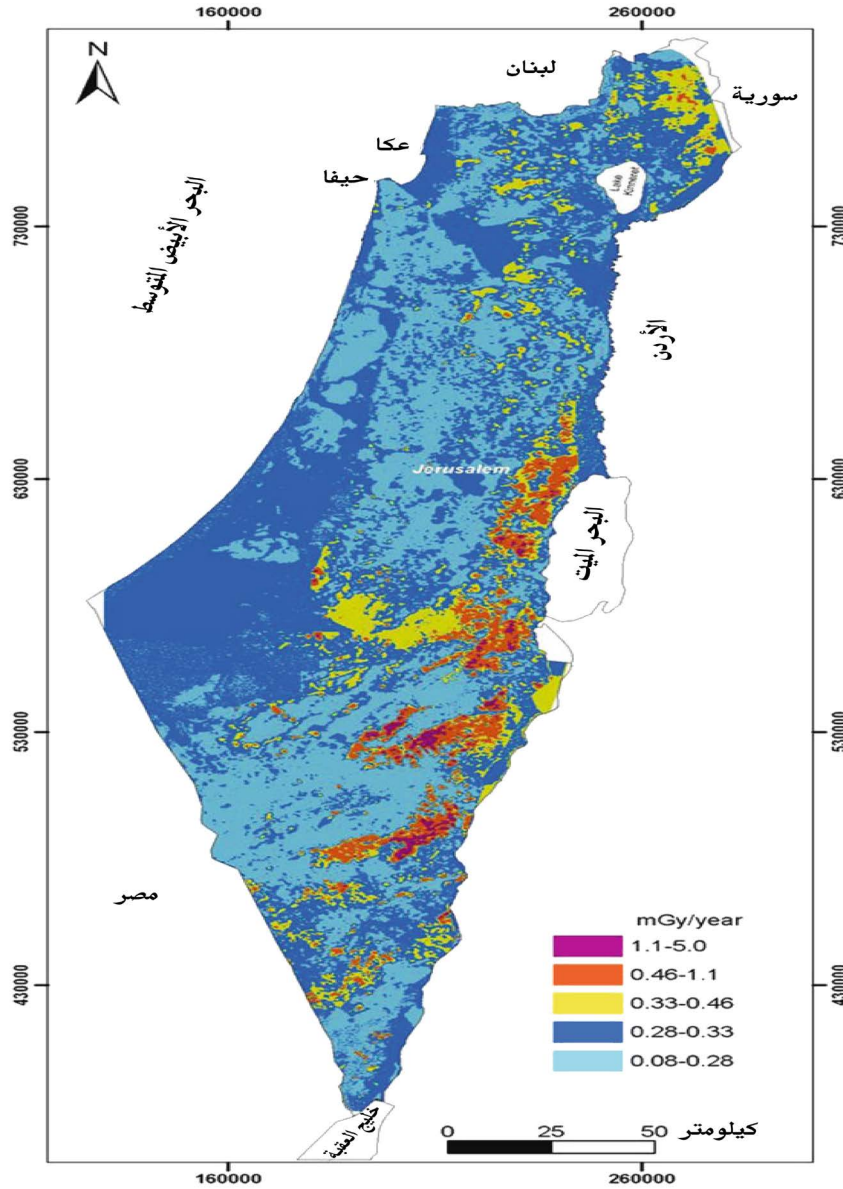 160000
260000
N
لبنان
سورية
عكا
حيفا
Lake
Kinneret
البحر الأبيض المتوسط
730000
730000
الأردن
Jerusalem
630000
630000
البحر الميت
530000
530000
مصر
mGy/year
1.1-5.0
0.46-1.1
0.33-0.46
0.28-0.33
0.08-0.28
430000
430000
خليج العقبة
0
25
50
كيلومتر
160000
260000